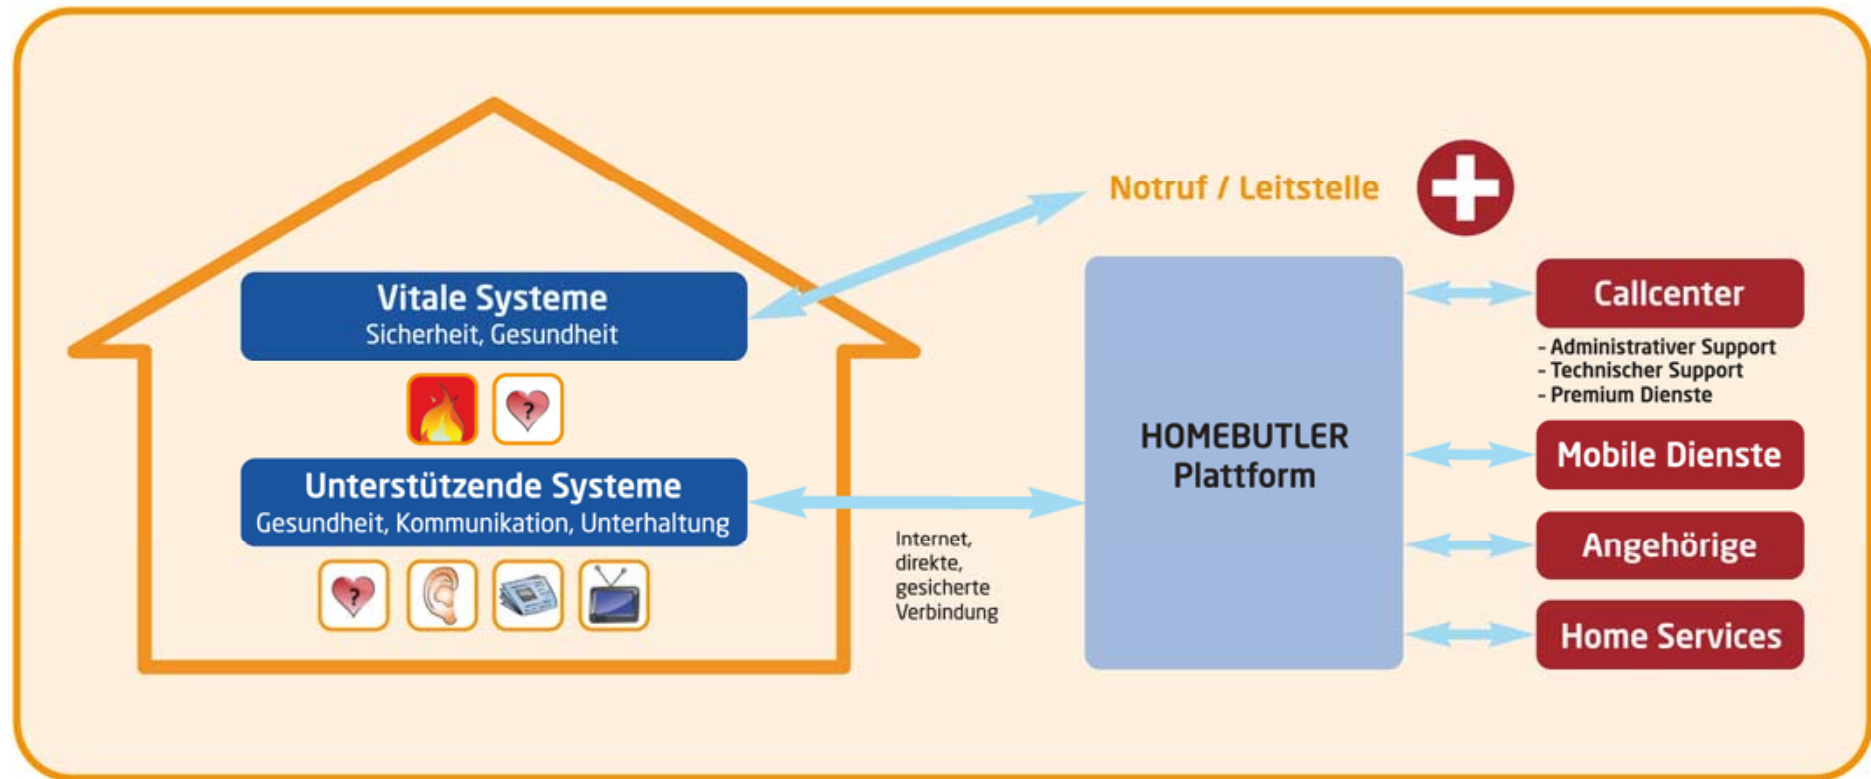 Notruf / Leitstelle
Vitale Systeme
Sicherheit, Gesundheit
?
Unterstützende Systeme
Gesundheit, Kommunikation, Unterhaltung
?
Internet,
direkte,
gesicherte
Verbindung
HOMEBUTLER
Plattform
Callcenter
- Administrativer Support
- Technischer Support
- Premium Dienste
Mobile Dienste
Angehörige
Home Services